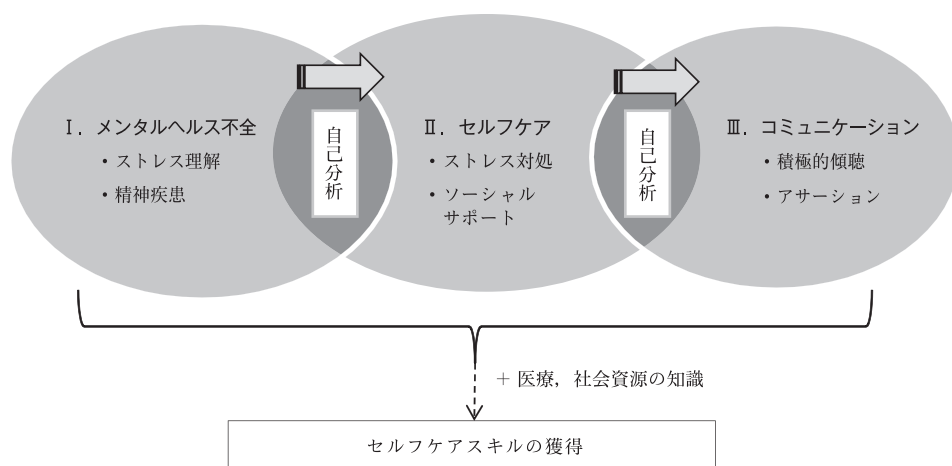 Ⅰ．メンタルヘルス不全
・ストレス理解
・精神疾患
自己分析
Ⅱ．セルフケア
・ストレス対処
・ソーシャル
サポート
自己分析
Ⅲ．コミュニケーション
・積極的傾聴
・アサーション
＋ 医療，社会資源の知識
セルフケアスキルの獲得